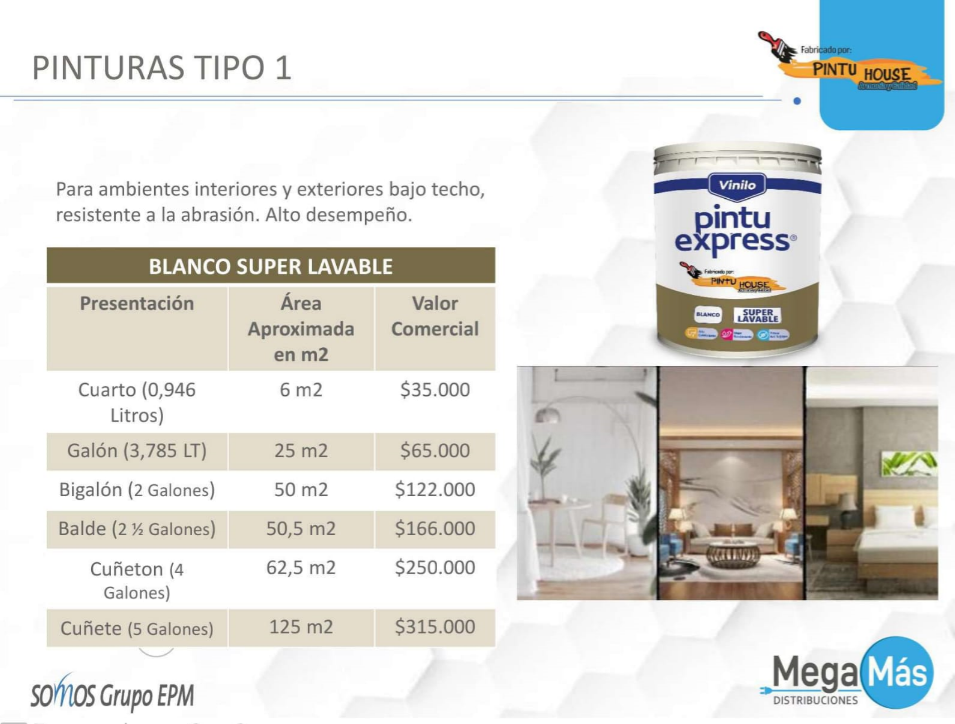 PINTURAS TIPO 1
Fabricado por:
PINTU HOUSE
Para ambientes interiores y exteriores bajo techo,
resistente a la abrasión. Alto desempeño.
BLANCO SUPER LAVABLE
Presentación Área Aproximada en m2 Valor Comercial
Cuarto (0,946 Litros) 6 m2 $35.000
Galón (3,785 LT) 25 m2 $65.000
Bigalón (2 Galones) 50 m2 $122.000
Balde (2 ½ Galones) 50,5 m2 $166.000
Cuñeton (4 Galones) 62,5 m2 $250.000
Cuñete (5 Galones) 125 m2 $315.000
Vinilo
pintu
express®
Fabricado por:
PINTU HOUSE
BLANCO
SUPER
LAVABLE
SOMOS Grupo EPM
Mega Más
DISTRIBUCIONES